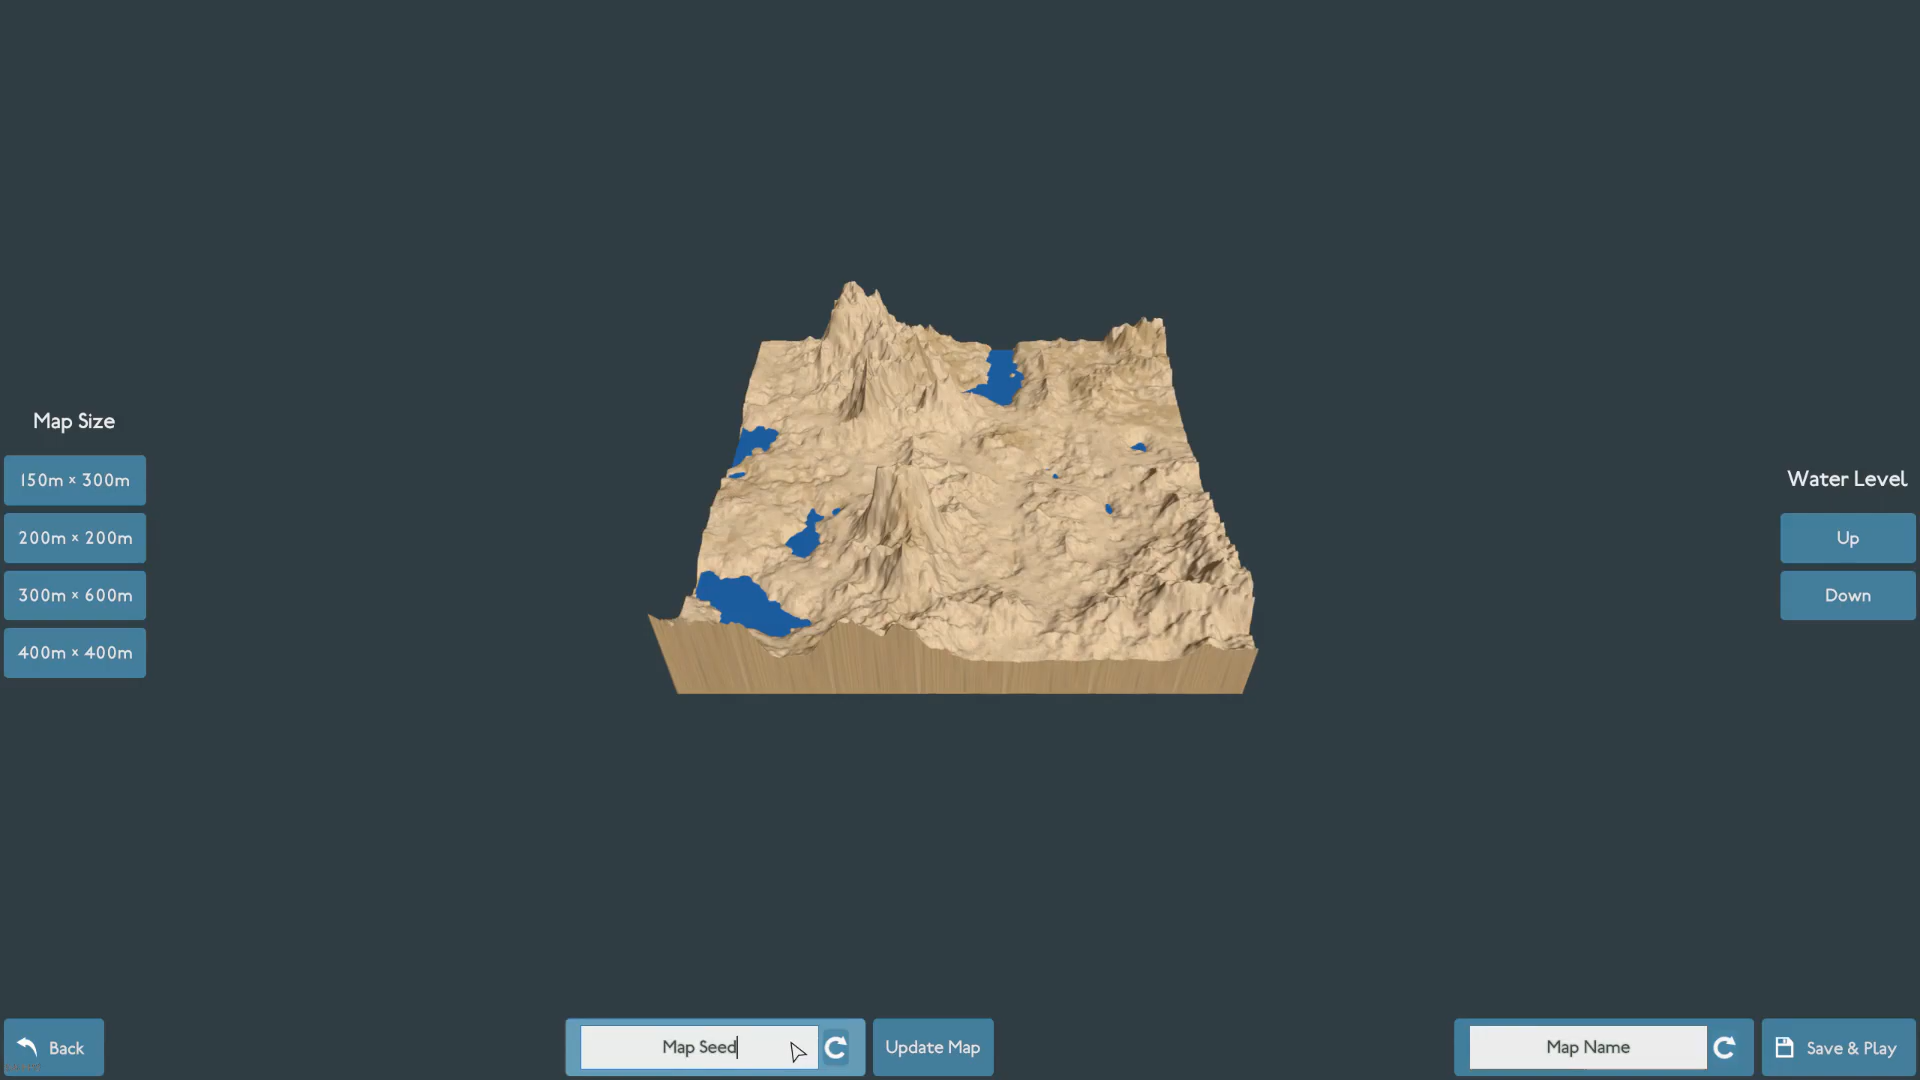 Map Size
150m × 300m
200m × 200m
300m × 600m
400m × 400m
Water Level
Up
Down
Back
Map Seed
Update Map
Map Name
Save & Play